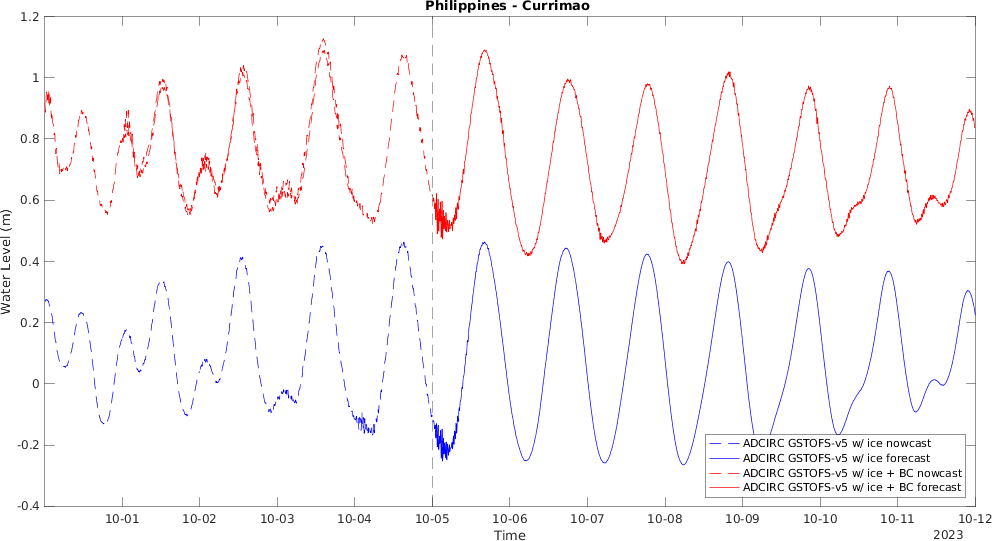 Philippines - Currimao
1.2
1
0.8
0.6
0.4
0.2
0
-0.2
-0.4
Water Level (m)
10-01 10-02 10-03 10-04 10-05 10-06 10-07 10-08 10-09 10-10 10-11 10-12
Time
2023
ADCIRC GSTOFS-v5 w/ ice nowcast
ADCIRC GSTOFS-v5 w/ ice forecast
ADCIRC GSTOFS-v5 w/ ice + BC nowcast
ADCIRC GSTOFS-v5 w/ ice + BC forecast